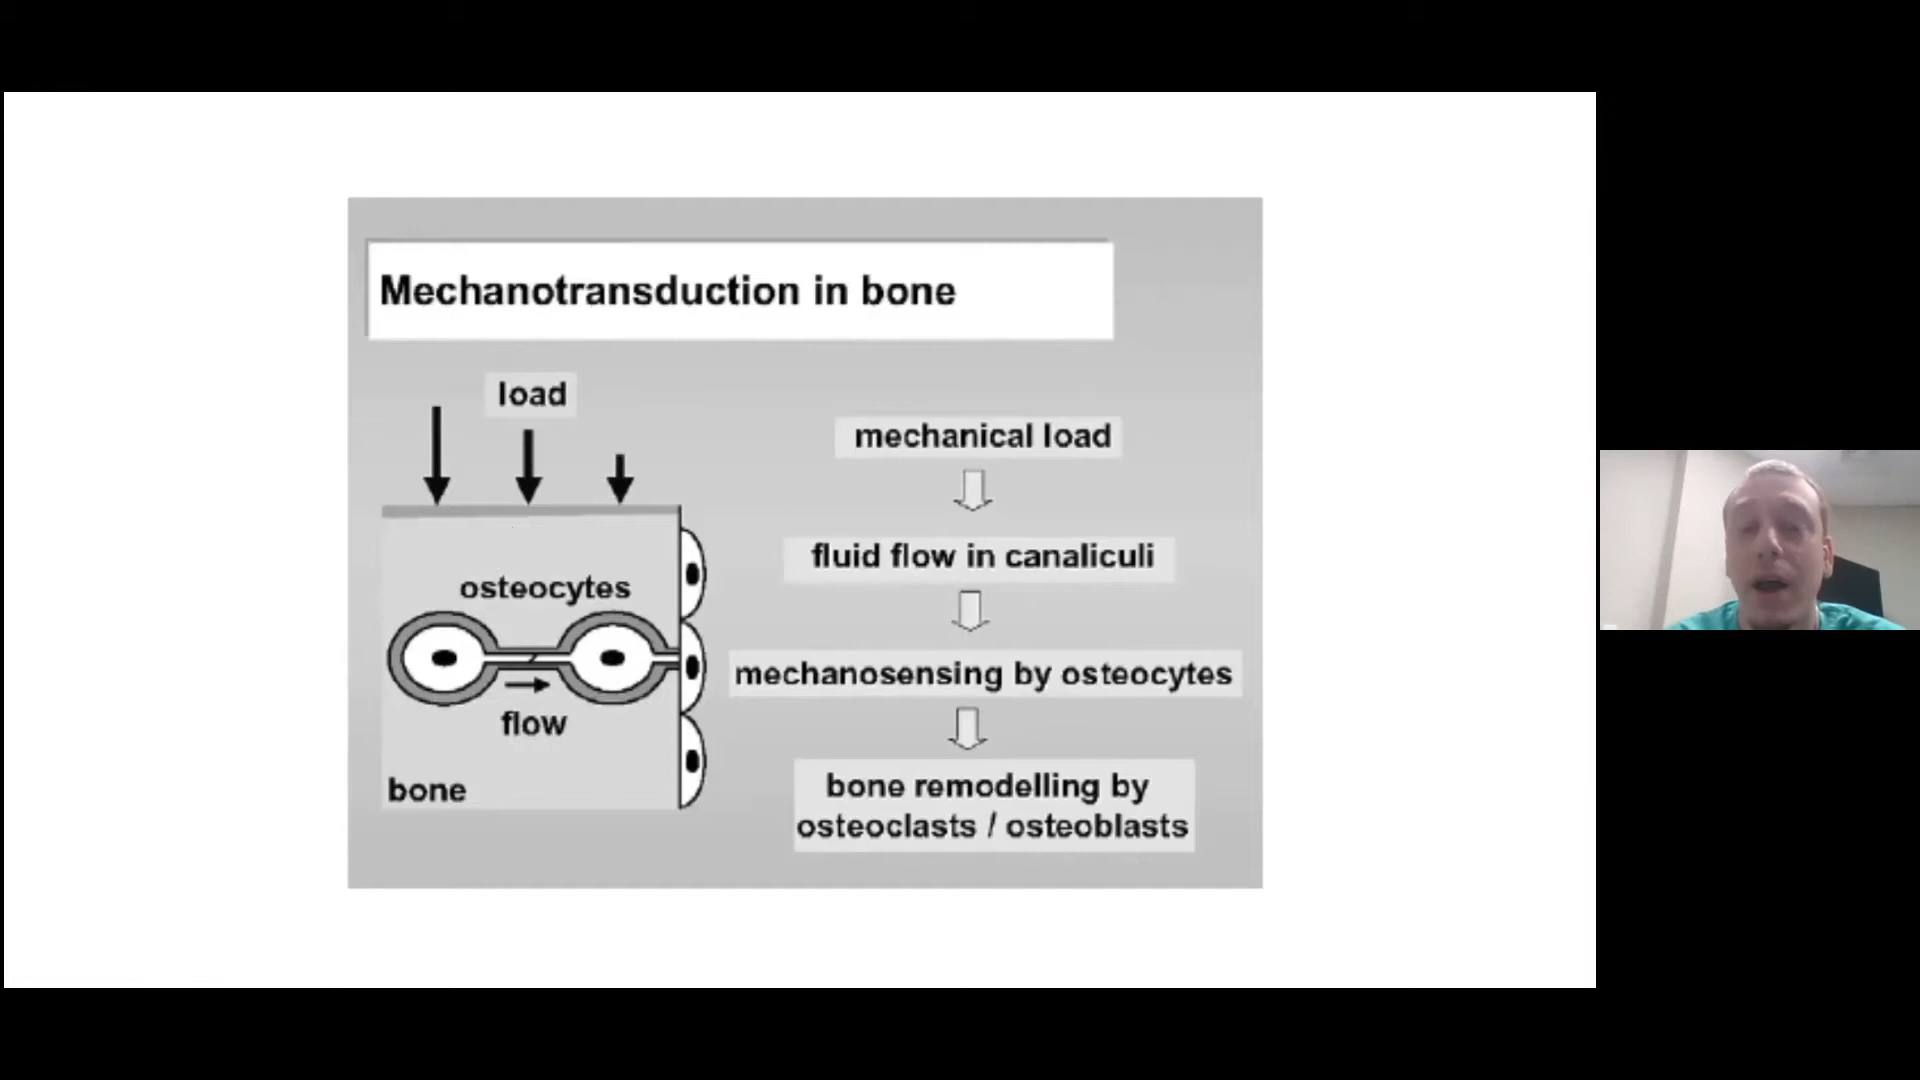 Mechanotransduction in bone
load
osteocytes
flow
bone
mechanical load
fluid flow in canaliculi
mechanosensing by osteocytes
bone remodelling by
osteoclasts / osteoblasts